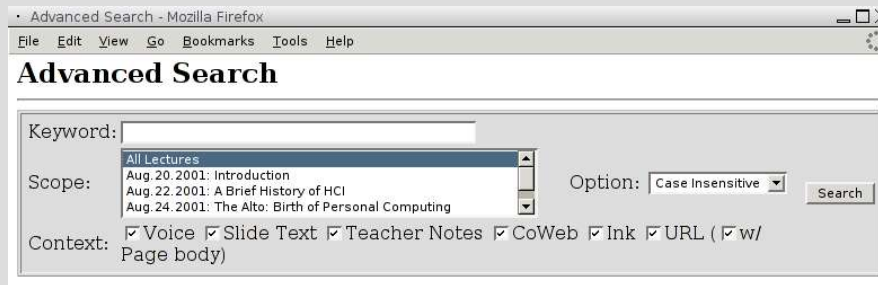 Advanced Search - Mozilla Firefox
File Edit View Go Bookmarks Tools Help
Advanced Search
Keyword:
Scope:
All Lectures
Aug.20.2001: Introduction
Aug.22.2001: A Brief History of HCI
Aug.24.2001: The Alto: Birth of Personal Computing
Option: Case Insensitive
Search
Context: Voice Slide Text Teacher Notes CoWeb Ink URL ( w/
Page body)